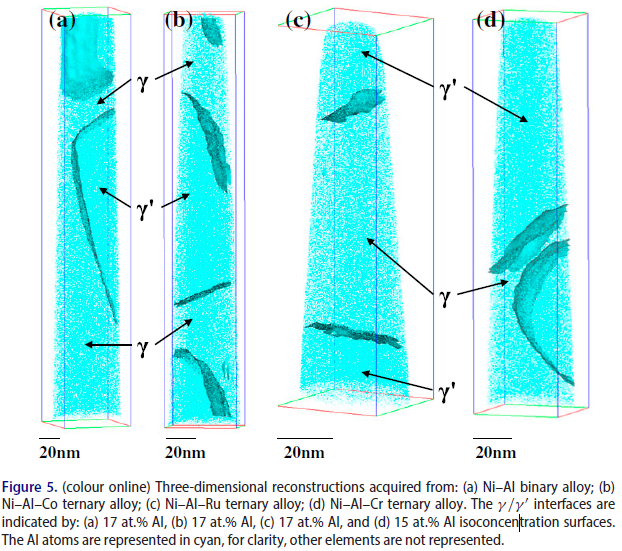 (a) (b) (c) (d)
γ γ'
γ'
γ
γ γ'
20nm 20nm 20nm 20nm
Figure 5. (colour online) Three-dimensional reconstructions acquired from: (a) Ni–Al binary alloy; (b)
Ni–Al–Co ternary alloy; (c) Ni–Al–Ru ternary alloy; (d) Ni–Al–Cr ternary alloy. The γ/γ′ interfaces are
indicated by: (a) 17 at.% Al, (b) 17 at.% Al, (c) 17 at.% Al, and (d) 15 at.% Al isoconcentration surfaces.
The Al atoms are represented in cyan, for clarity, other elements are not represented.